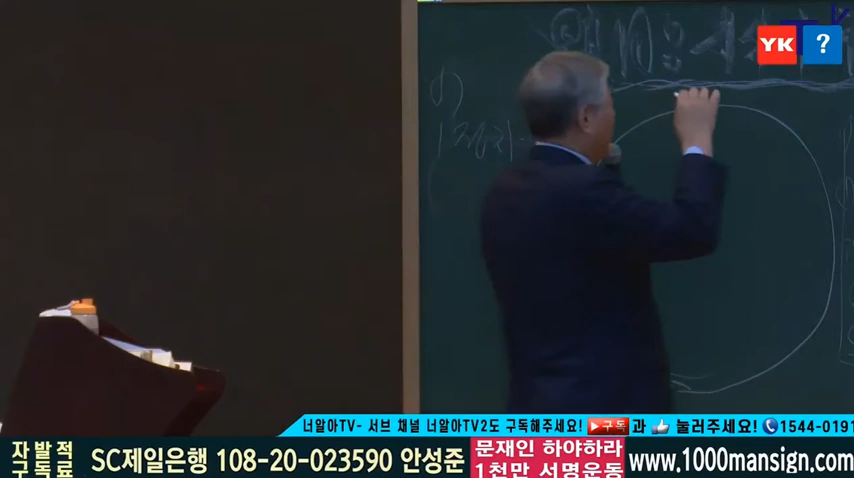 YK ?
너알아TV- 서브 채널 너알아TV2도 구독해주세요! 구독과 눌러주세요! 1544-0191
자발적
구독료
SC제일은행 108-20-023590 안성준
문재인 하야하라
1천만 서명운동
www.1000mansign.com